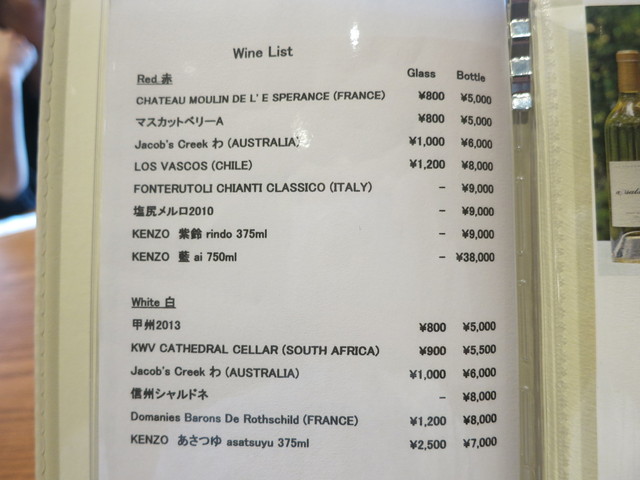 Wine List
Red 赤 Glass Bottle
CHATEAU MOULIN DE L' E SPERANCE (FRANCE) ¥800 ¥5,000
マスカットベリーA ¥800 ¥5,000
Jacob's Creek わ (AUSTRALIA) ¥1,000 ¥6,000
LOS VASCOS (CHILE) ¥1,200 ¥8,000
FONTERUTOLI CHIANTI CLASSICO (ITALY) - ¥9,000
塩尻メルロ2010 - ¥9,000
KENZO 紫鈴 rindo 375ml - ¥9,000
KENZO 藍 ai 750ml - ¥38,000
White 白
甲州2013 ¥800 ¥5,000
KWV CATHEDRAL CELLAR (SOUTH AFRICA) ¥900 ¥5,500
Jacob's Creek わ (AUSTRALIA) ¥1,000 ¥6,000
信州シャルドネ - ¥8,000
Domanies Barons De Rothschild (FRANCE) ¥1,200 ¥8,000
KENZO あさつゆ asatsuyu 375ml ¥2,500 ¥7,000